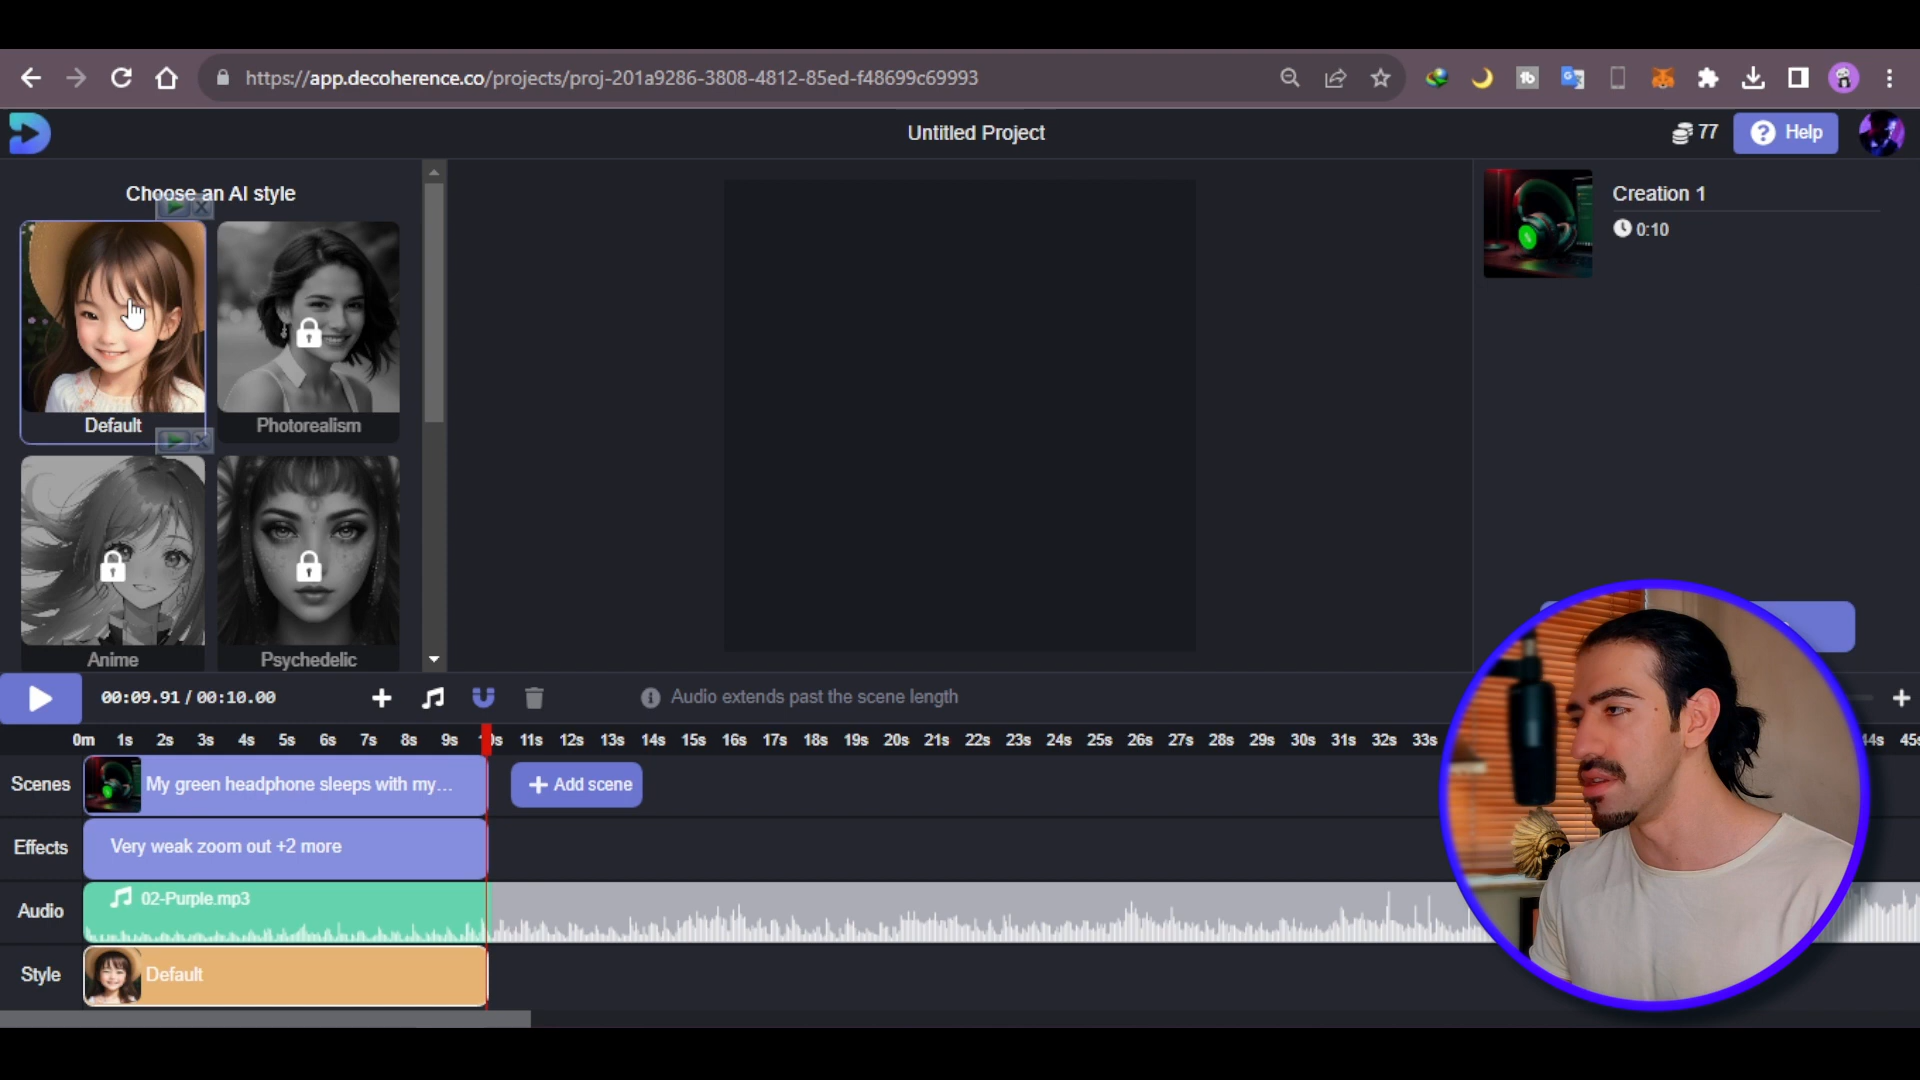 https://app.decoherence.co/projects/proj-201a9286-3808-4812-85ed-f48699c69993
Untitled Project
77
Help
Choose an AI style
Default
Photorealism
Anime
Psychedelic
Creation 1
0:10
00:09.91 / 00:10.00
Audio extends past the scene length
0m 1s 2s 3s 4s 5s 6s 7s 8s 9s 11s 12s 13s 14s 15s 16s 17s 18s 19s 20s 21s 22s 23s 24s 25s 26s 27s 28s 29s 30s 31s 32s 33s
Scenes
My green headphone sleeps with my...
Add scene
Effects
Very weak zoom out +2 more
Audio
02-Purple.mp3
Style
Default